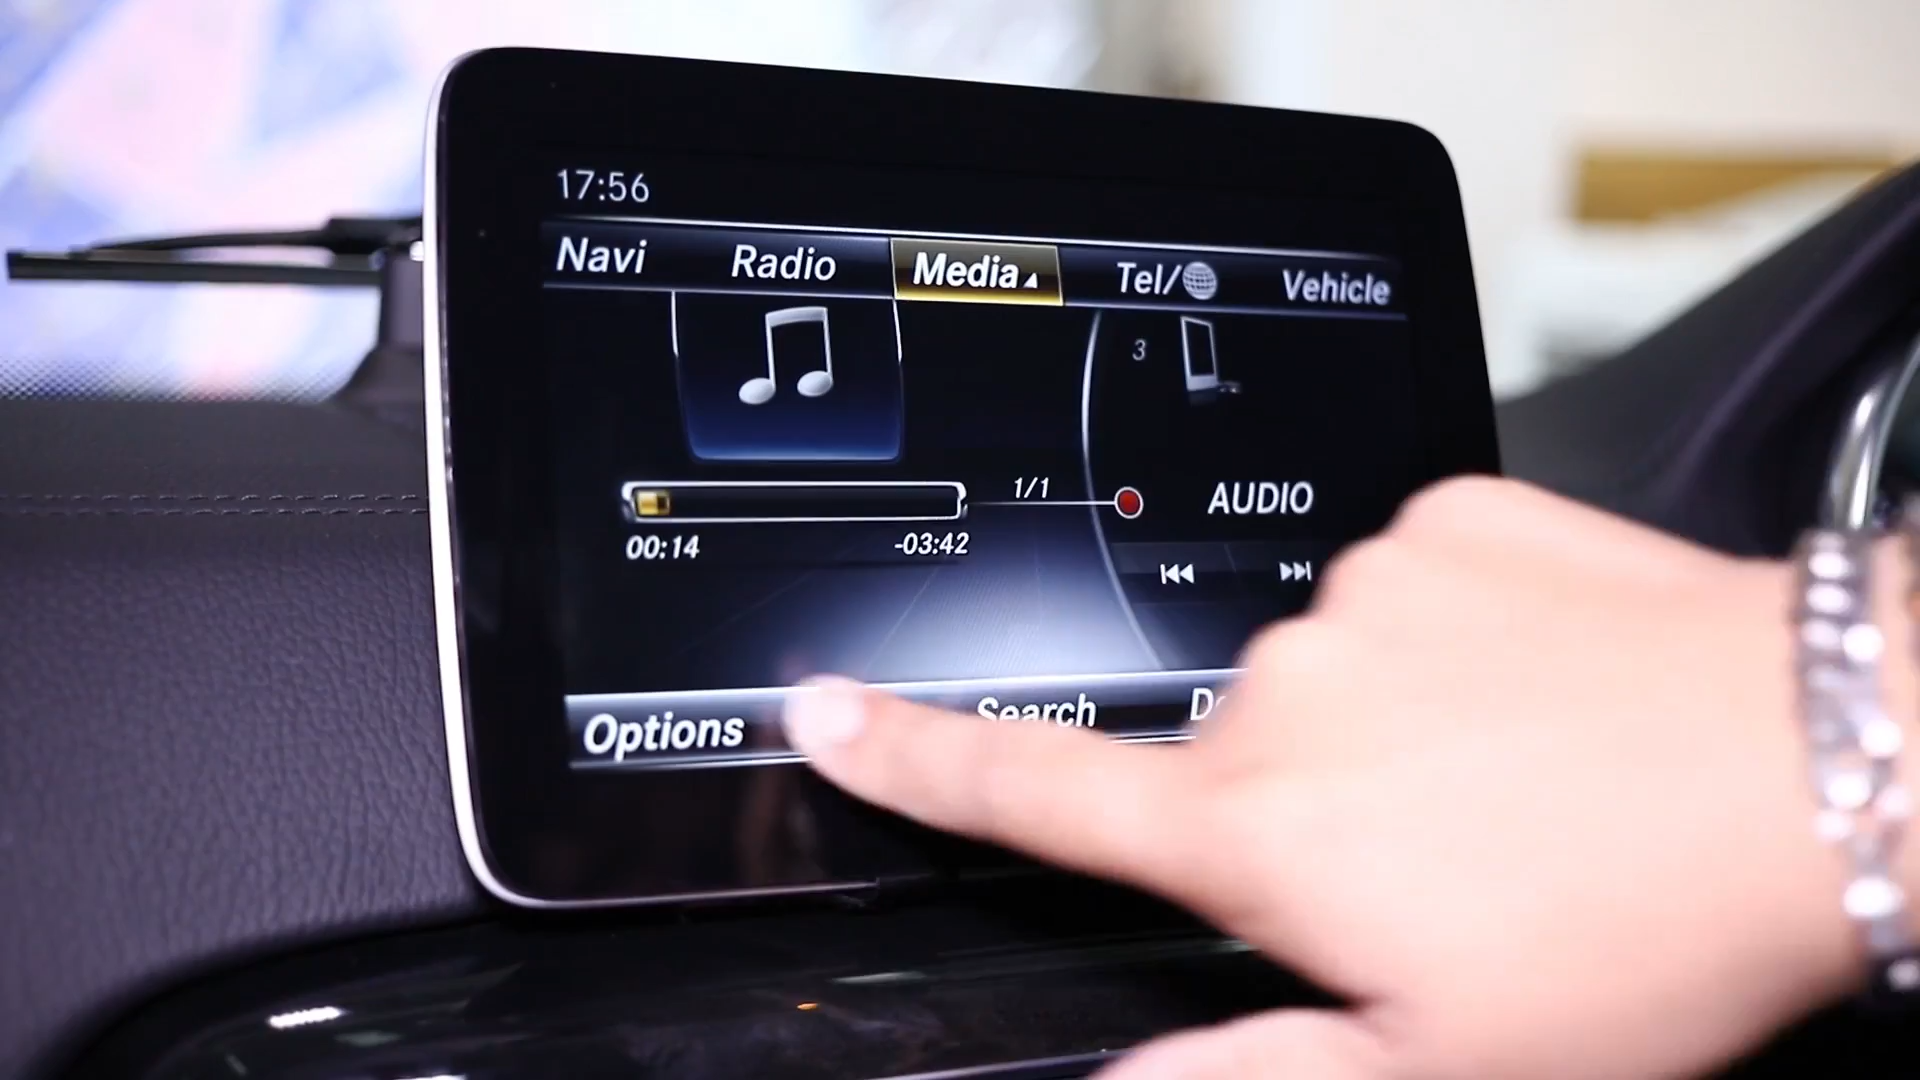 17:56
Navi Radio Media Tel/ Vehicle
3
1/1
AUDIO
00:14 -03:42
Options Search